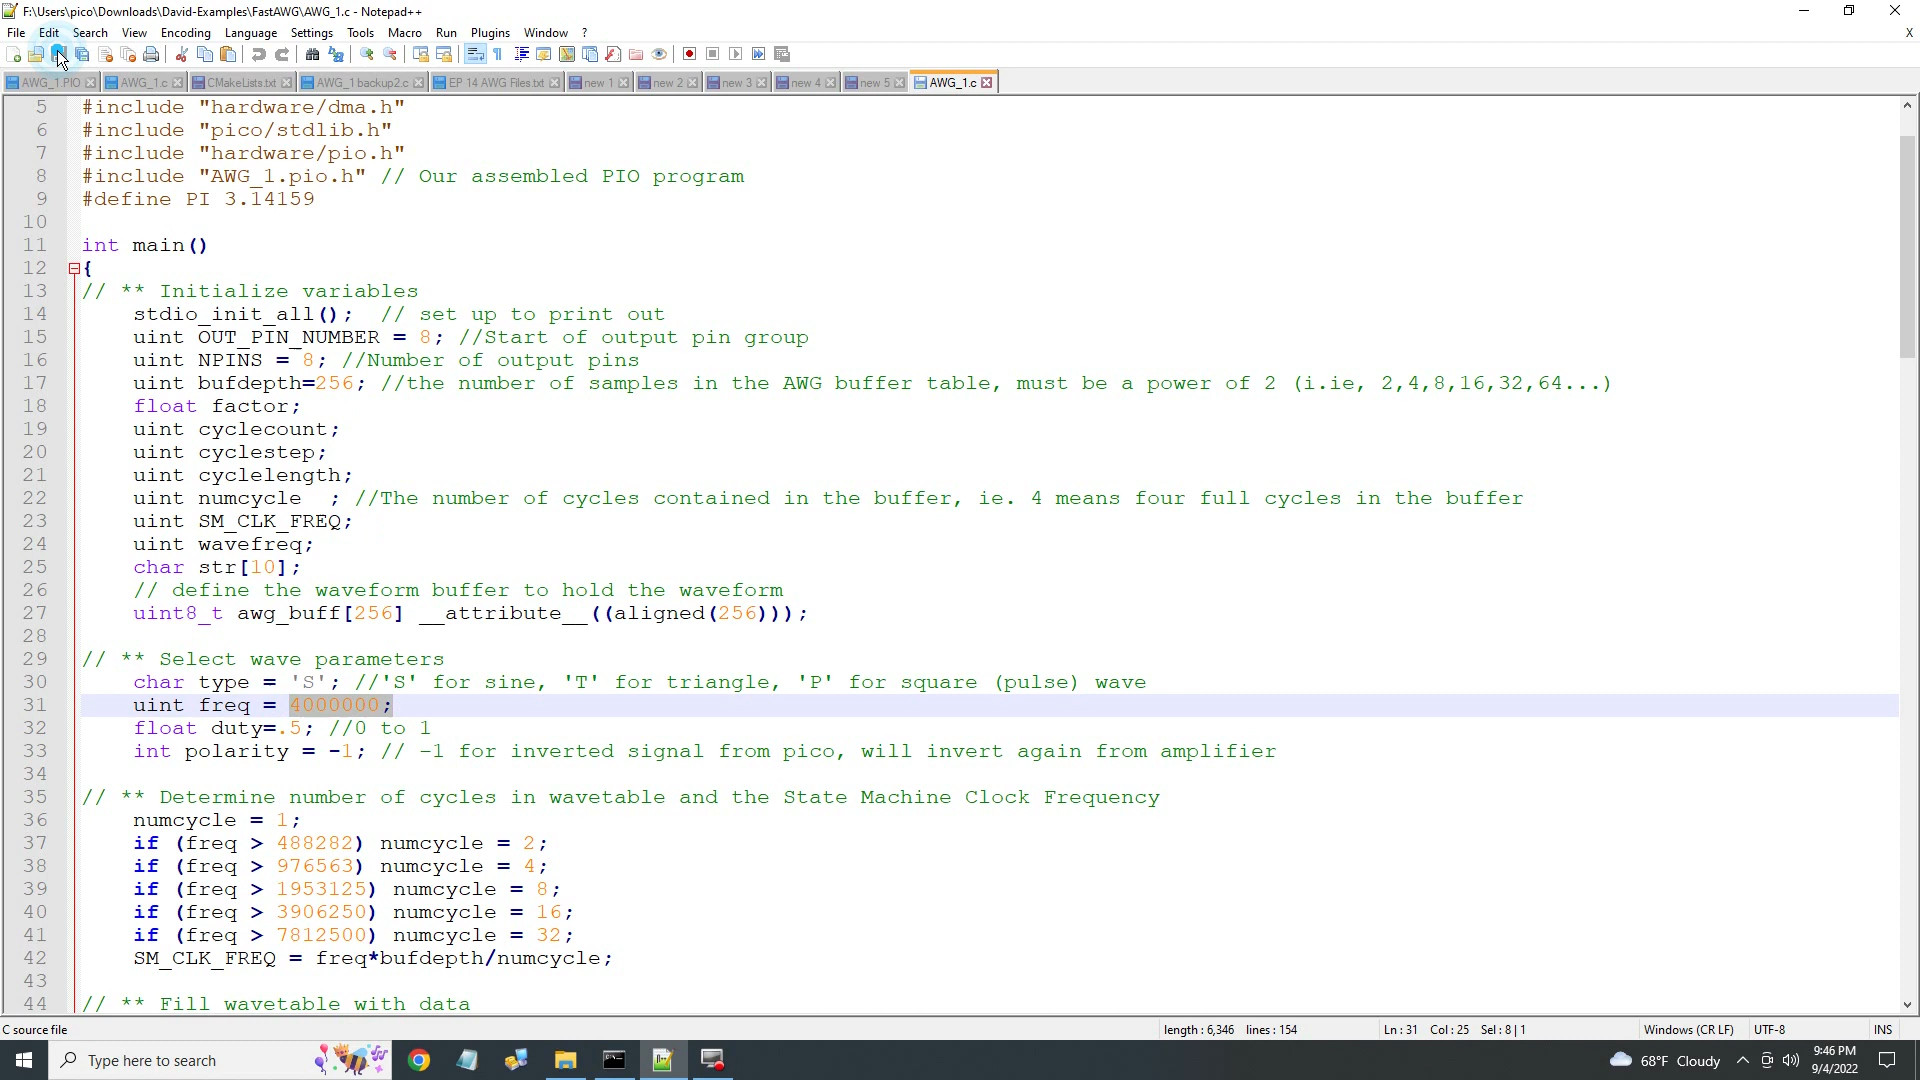 F:\Users\pico\Downloads\David-Examples\FastAWG\AWG_1.c - Notepad++
File Edit Search View Encoding Language Settings Tools Macro Run Plugins Window ?
X
AWG_1.PIO AWG_1.c CMakeLists.txt AWG_1 backup2.c EP 14 AWG Files.txt new 1 new 2 new 3 new 4 new 5 AWG_1.c
5 #include "hardware/dma.h"
6 #include "pico/stdlib.h"
7 #include "hardware/pio.h"
8 #include "AWG_1.pio.h" // Our assembled PIO program
9 #define PI 3.14159
10
11 int main()
12 {
13 // ** Initialize variables
14 stdio_init_all(); // set up to print out
15 uint OUT_PIN_NUMBER = 8; //Start of output pin group
16 uint NPINS = 8; //Number of output pins
17 uint bufdepth=256; //the number of samples in the AWG buffer table, must be a power of 2 (i.ie, 2,4,8,16,32,64...)
18 float factor;
19 uint cyclecount;
20 uint cyclestep;
21 uint cyclelength;
22 uint numcycle ; //The number of cycles contained in the buffer, ie. 4 means four full cycles in the buffer
23 uint SM_CLK_FREQ;
24 uint wavefreq;
25 char str[10];
26 // define the waveform buffer to hold the waveform
27 uint8_t awg_buff[256] __attribute__((aligned(256)));
28
29 // ** Select wave parameters
30 char type = 'S'; //'S' for sine, 'T' for triangle, 'P' for square (pulse) wave
31 uint freq = 4000000;
32 float duty=.5; //0 to 1
33 int polarity = -1; // -1 for inverted signal from pico, will invert again from amplifier
34
35 // ** Determine number of cycles in wavetable and the State Machine Clock Frequency
36 numcycle = 1;
37 if (freq > 488282) numcycle = 2;
38 if (freq > 976563) numcycle = 4;
39 if (freq > 1953125) numcycle = 8;
40 if (freq > 3906250) numcycle = 16;
41 if (freq > 7812500) numcycle = 32;
42 SM_CLK_FREQ = freq*bufdepth/numcycle;
43
44 // ** Fill wavetable with data
C source file length : 6,346 lines : 154 Ln : 31 Col : 25 Sel : 8 | 1 Windows (CR LF) UTF-8 INS
Type here to search 68°F Cloudy 9:46 PM
9/4/2022